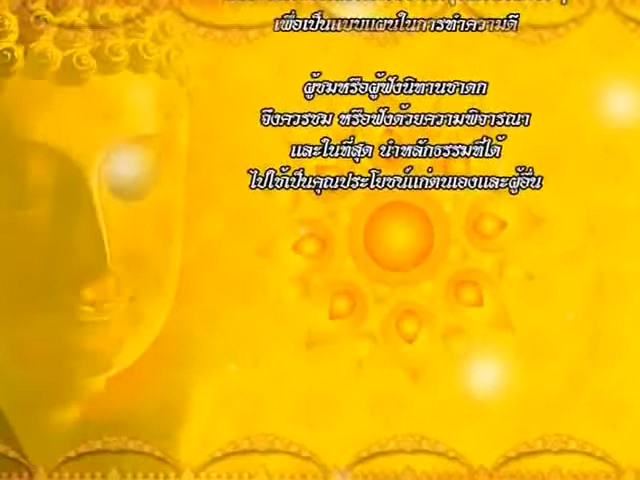 เพื่อเป็นแบบแผนในการทำความดี
ผู้ชมหรือผู้ฟังนิทานชาดก
จึงควรชม หรือฟังด้วยความพิจารณา
และในที่สุด นำหลักธรรมที่ได้
ไปใช้เป็นคุณประโยชน์แก่ตนเองและผู้อื่น